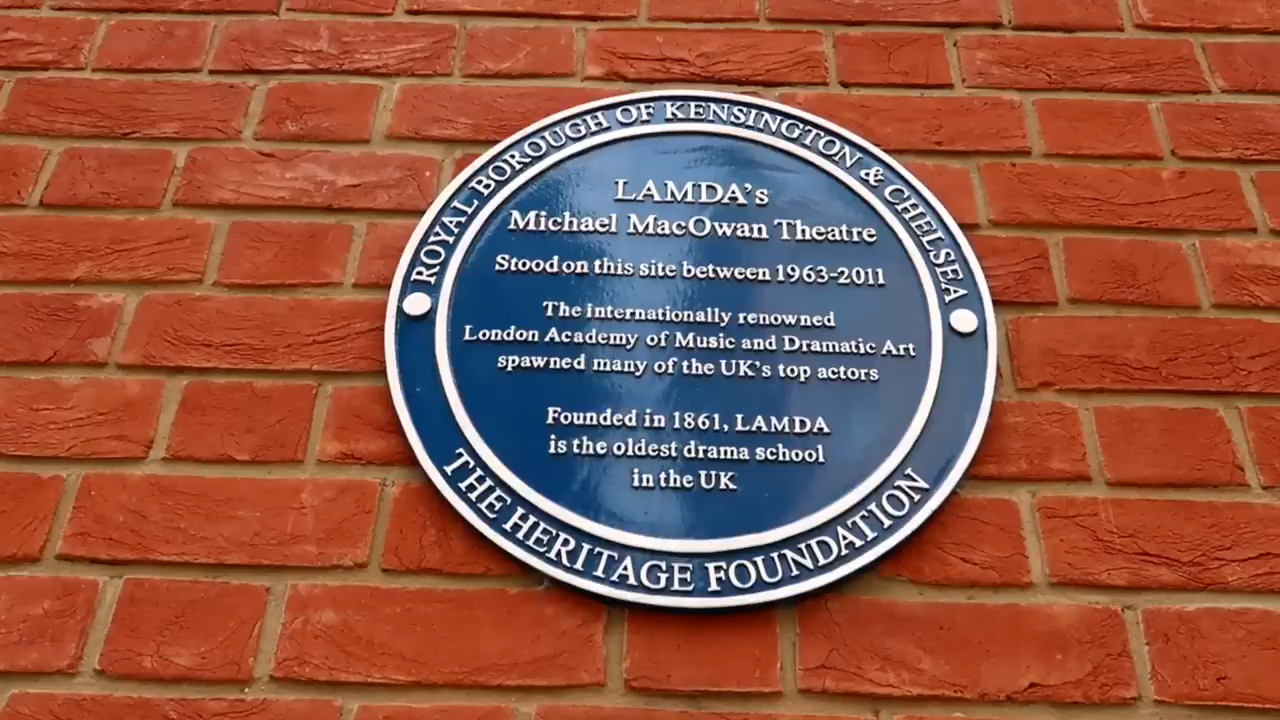 ROYAL BOROUGH OF KENSINGTON & CHELSEA
LAMDA's
Michael MacOwan Theatre
Stood on this site between 1963-2011
The internationally renowned
London Academy of Music and Dramatic Art
spawned many of the UK's top actors
Founded in 1861, LAMDA
is the oldest drama school
in the UK
THE HERITAGE FOUNDATION